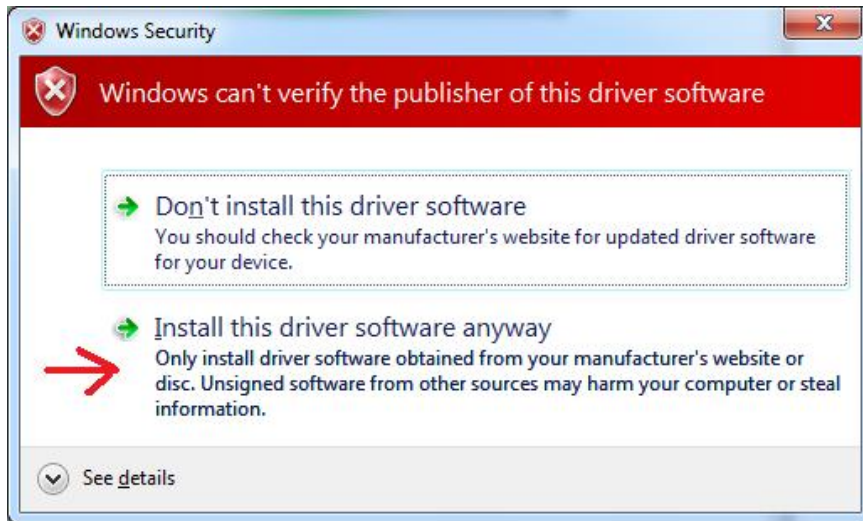 Windows Security
Windows can't verify the publisher of this driver software
Don't install this driver software
You should check your manufacturer's website for updated driver software
for your device.
Install this driver software anyway
Only install driver software obtained from your manufacturer's website or
disc. Unsigned software from other sources may harm your computer or steal
information.
See details